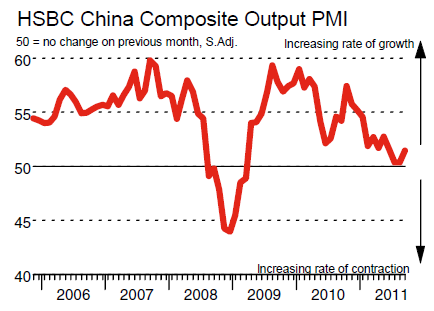 HSBC China Composite Output PMI
50 = no change on previous month, S.Adj.
Increasing rate of growth
60
55
50
45
40
Increasing rate of contraction
2006 2007 2008 2009 2010 2011